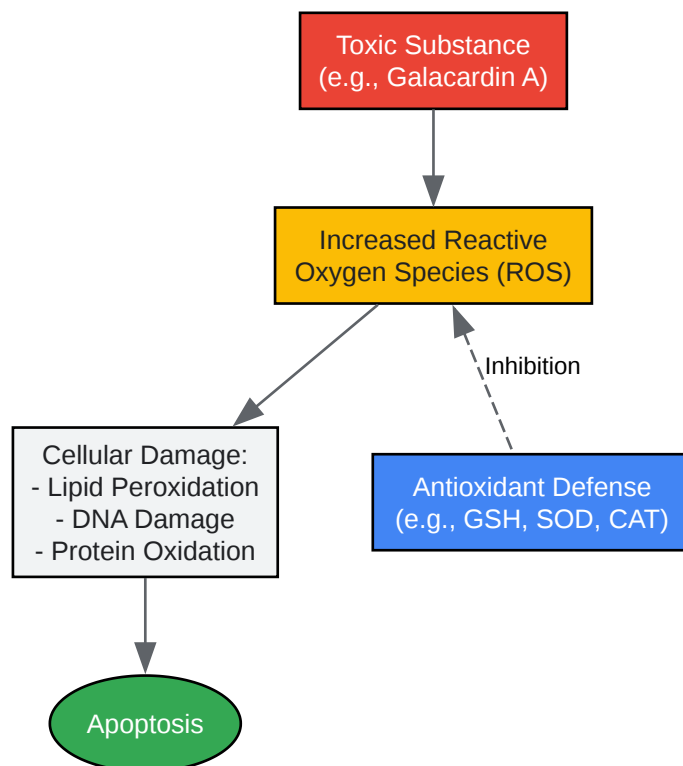 Toxic Substance
(e.g., Galacardin A)
Increased Reactive
Oxygen Species (ROS)
Inhibition
Cellular Damage:
- Lipid Peroxidation
- DNA Damage
- Protein Oxidation
Antioxidant Defense
(e.g., GSH, SOD, CAT)
Apoptosis